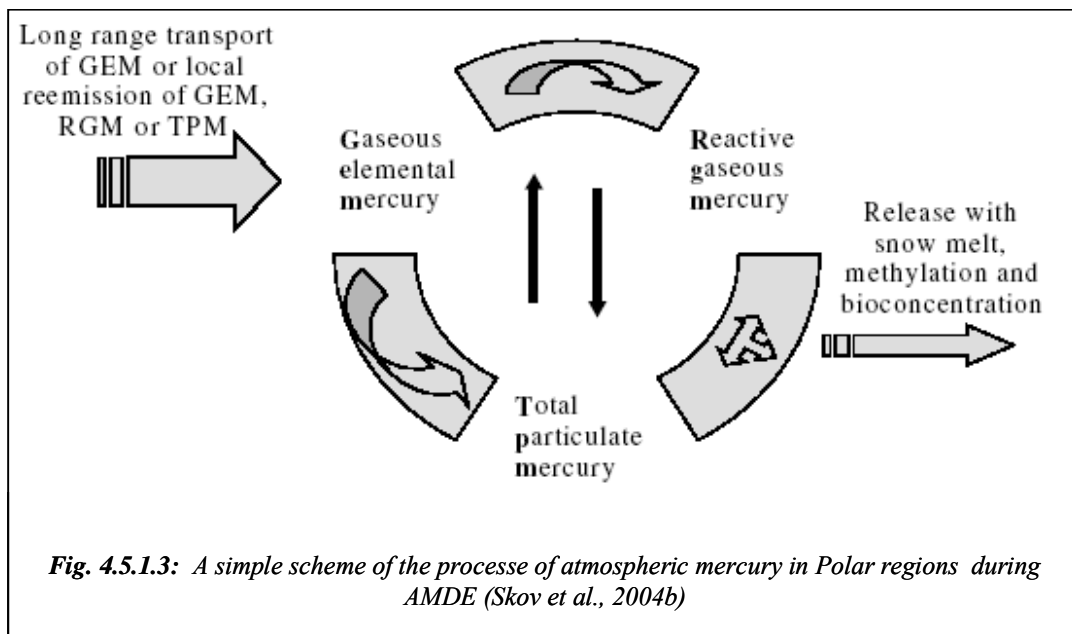 Long range transport
of GEM or local
reemission of GEM,
RGM or TPM
Gaseous
elemental
mercury
Reactive
gaseous
mercury
Release with
snow melt,
methylation and
bioconcentration
Total
particulate
mercury
Fig. 4.5.1.3: A simple scheme of the processe of atmospheric mercury in Polar regions during
AMDE (Skov et al., 2004b)